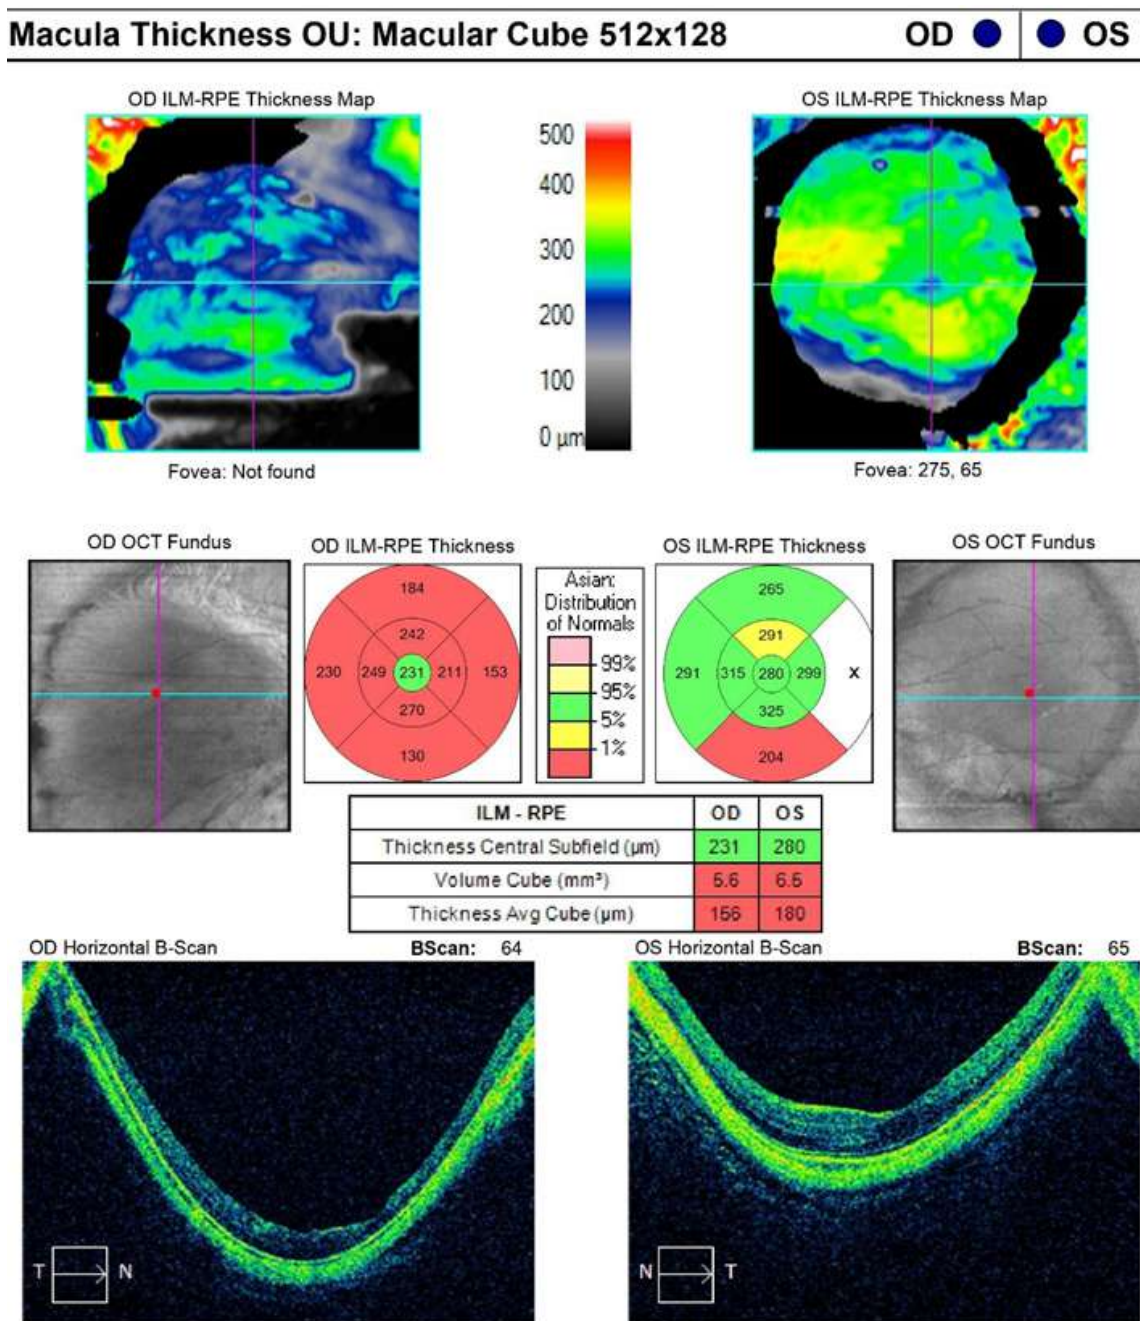 Macula Thickness OU: Macular Cube 512x128 OD OS
OD ILM-RPE Thickness Map
OS ILM-RPE Thickness Map
500
400
300
200
100
0 µm
Fovea: Not found
Fovea: 275, 65
OD OCT Fundus
OD ILM-RPE Thickness
OS ILM-RPE Thickness
OS OCT Fundus
184
242
230 249 231 211 153
270
130
Asian:
Distribution
of Normals
99%
95%
5%
1%
265
291
291 315 280 299 X
325
204
ILM - RPE OD OS
Thickness Central Subfield (µm) 231 280
Volume Cube (mm³) 5.6 6.5
Thickness Avg Cube (µm) 156 180
OD Horizontal B-Scan BScan: 64
OS Horizontal B-Scan BScan: 65
T N
N T